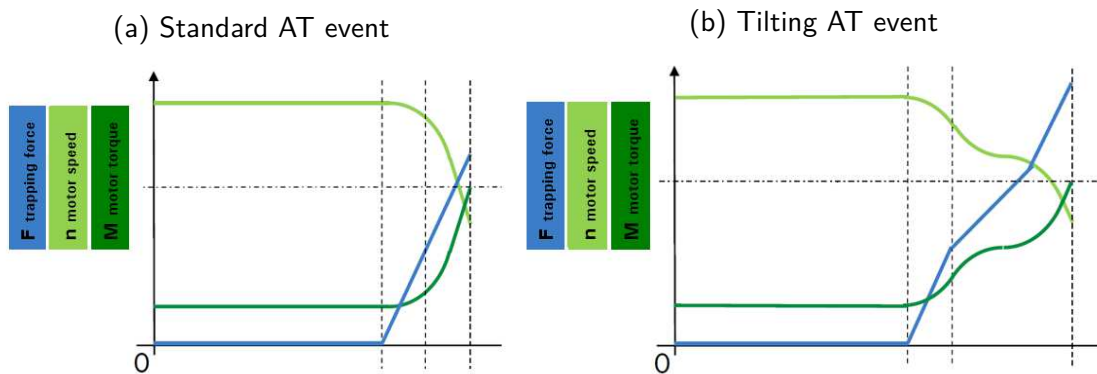 (a) Standard AT event
(b) Tilting AT event
F trapping force
n motor speed
M motor torque
0
F trapping force
n motor speed
M motor torque
0